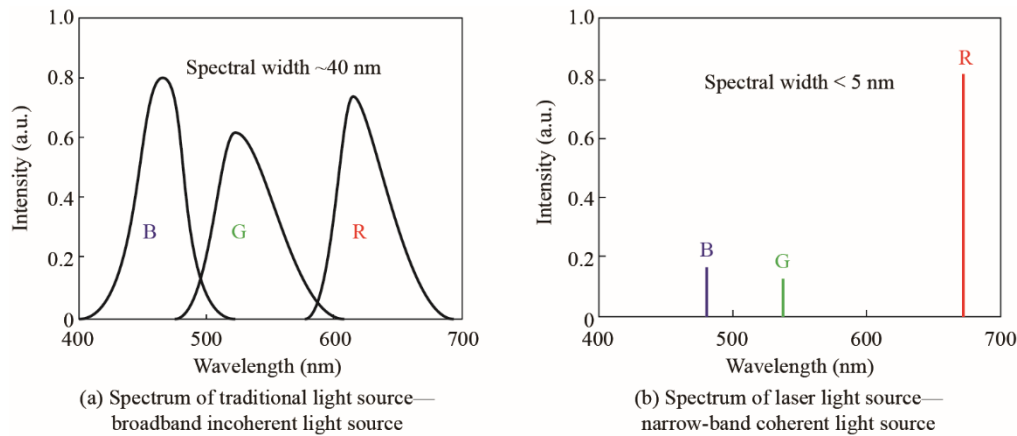 1.0
0.8
0.6
0.4
0.2
0
Intensity (a.u.)
Spectral width ~40 nm
B
G
R
400
500
600
700
Wavelength (nm)
(a) Spectrum of traditional light source—
broadband incoherent light source
1.0
0.8
0.6
0.4
0.2
0
Intensity (a.u.)
Spectral width < 5 nm
R
B
G
400
500
600
700
Wavelength (nm)
(b) Spectrum of laser light source—
narrow-band coherent light source